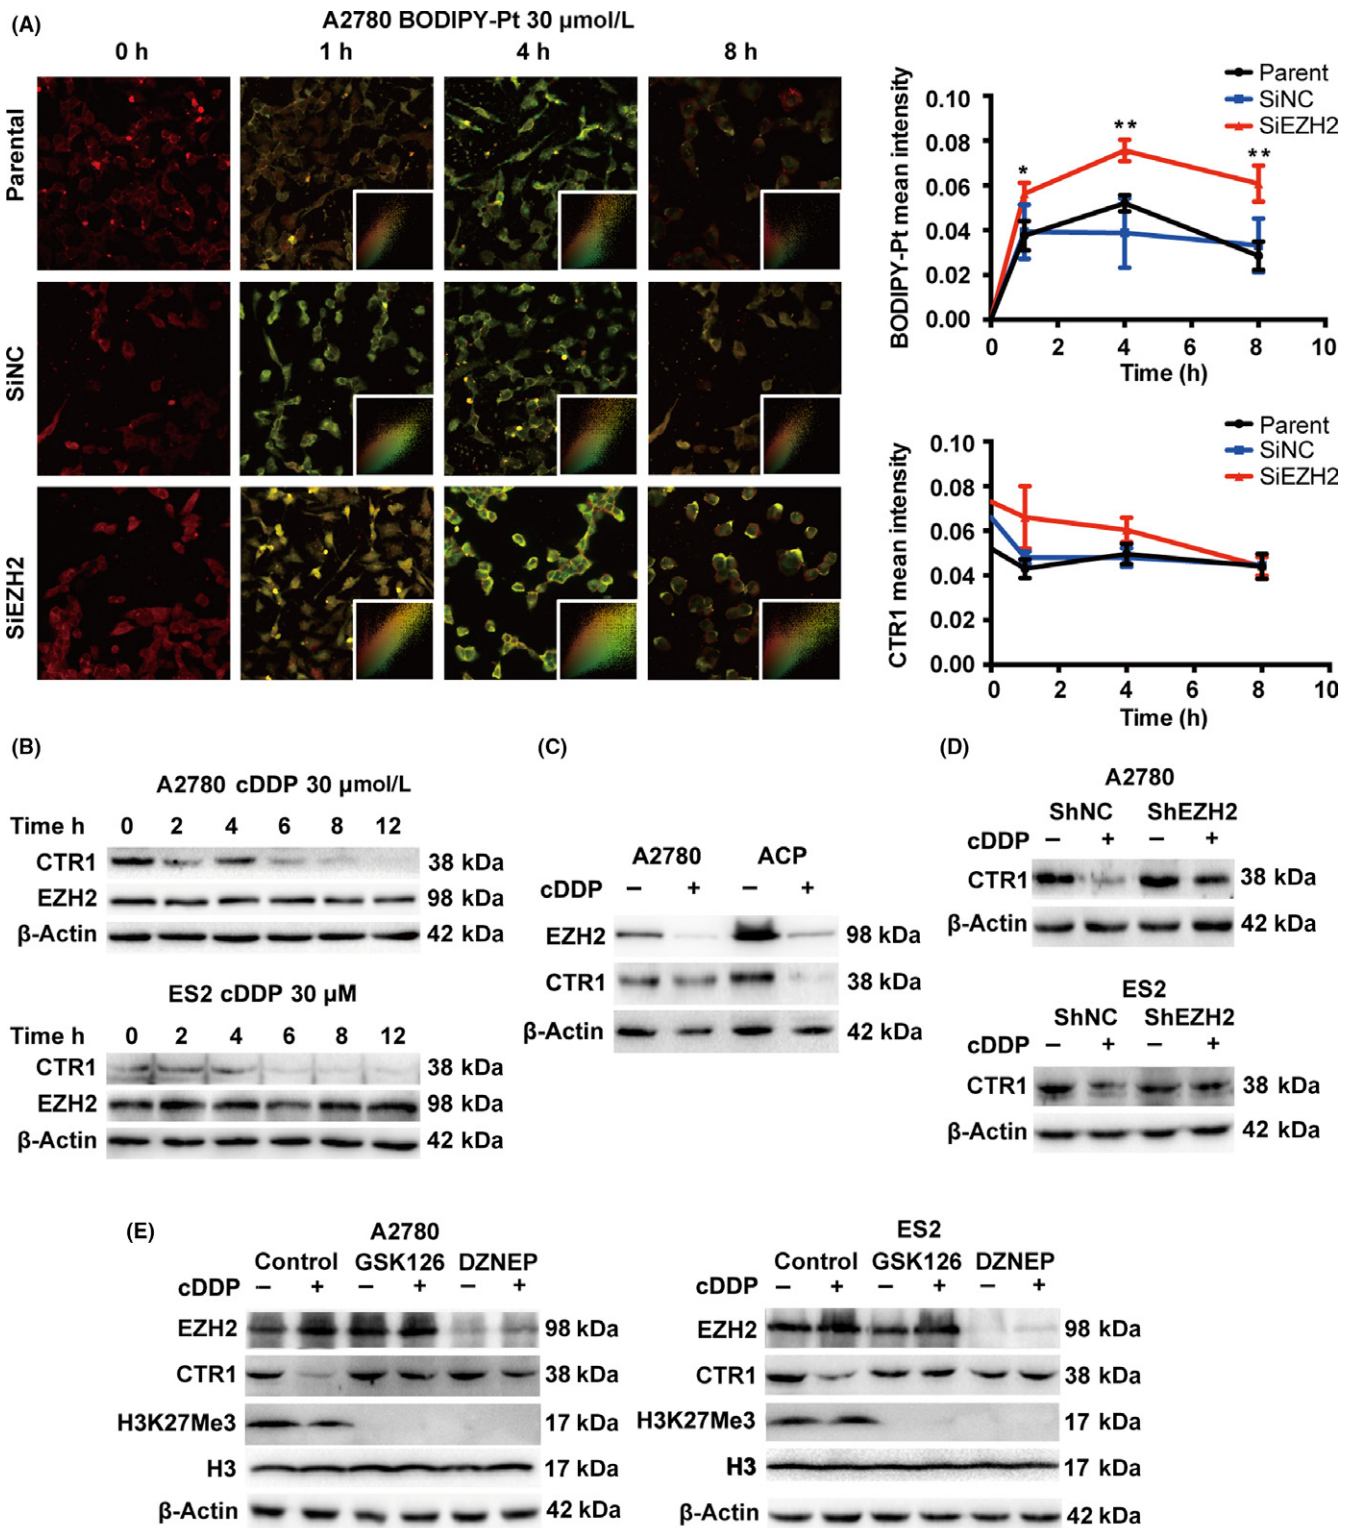 (A)
A2780 BODIPY-Pt 30 µmol/L
0 h 1 h 4 h 8 h
Parental
SiNC
SiEZH2
Parent
SiNC
SiEZH2
BODIPY-Pt mean intensity
0.10
0.08
0.06
0.04
0.02
0.00
* ** **
0 2 4 6 8 10
Time (h)
Parent
SiNC
SiEZH2
CTR1 mean intensity
0.10
0.08
0.06
0.04
0.02
0.00
0 2 4 6 8 10
Time (h)
(B)
A2780 cDDP 30 µmol/L
Time h 0 2 4 6 8 12
CTR1 38 kDa
EZH2 98 kDa
β-Actin 42 kDa
ES2 cDDP 30 µM
Time h 0 2 4 6 8 12
CTR1 38 kDa
EZH2 98 kDa
β-Actin 42 kDa
(C)
A2780 ACP
cDDP – + – +
EZH2 98 kDa
CTR1 38 kDa
β-Actin 42 kDa
(D)
A2780
ShNC ShEZH2
cDDP – + – +
CTR1 38 kDa
β-Actin 42 kDa
ES2
ShNC ShEZH2
cDDP – + – +
CTR1 38 kDa
β-Actin 42 kDa
(E)
A2780
Control GSK126 DZNEP
cDDP – + – + – +
EZH2 98 kDa
CTR1 38 kDa
H3K27Me3 17 kDa
H3 17 kDa
β-Actin 42 kDa
ES2
Control GSK126 DZNEP
cDDP – + – + – +
EZH2 98 kDa
CTR1 38 kDa
H3K27Me3 17 kDa
H3 17 kDa
β-Actin 42 kDa